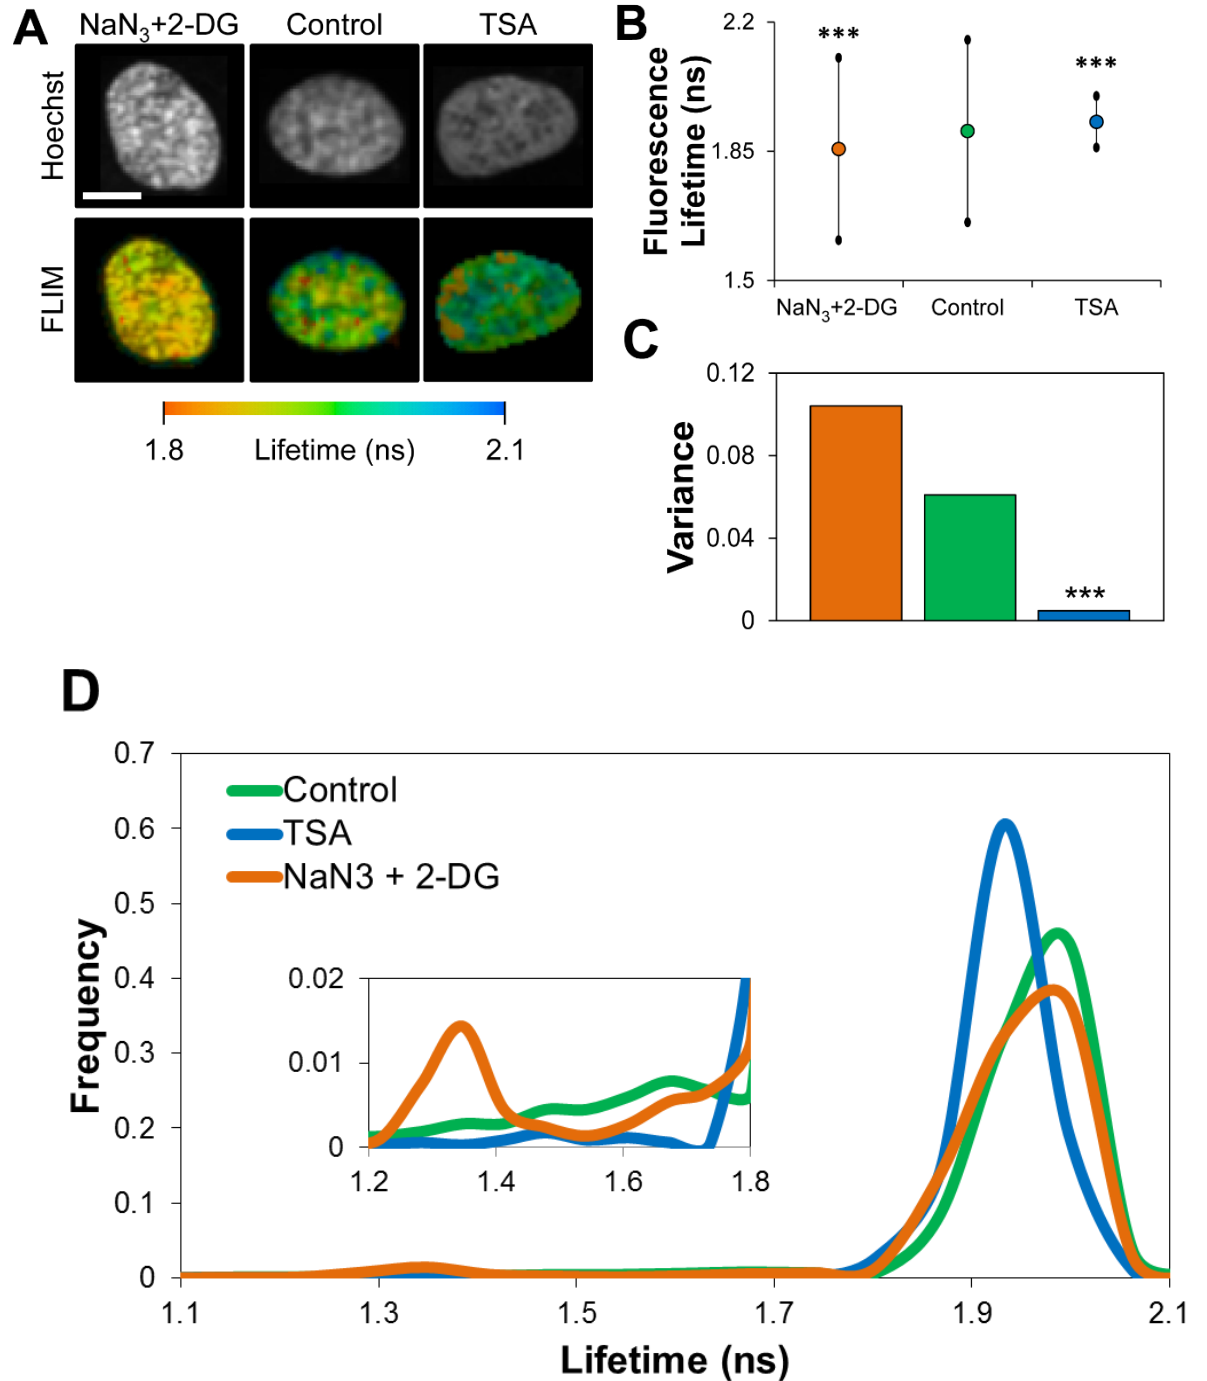 A
NaN3+2-DG Control TSA
Hoechst
FLIM
1.8 Lifetime (ns) 2.1
B
Fluorescence
Lifetime (ns)
2.2
1.85
1.5
*** ***
NaN3+2-DG Control TSA
C
Variance
0.12
0.08
0.04
0
***
D
Frequency
0.7
0.6
0.5
0.4
0.3
0.2
0.1
0
Control
TSA
NaN3 + 2-DG
0.02
0.01
0
1.2 1.4 1.6 1.8
1.1 1.3 1.5 1.7 1.9 2.1
Lifetime (ns)